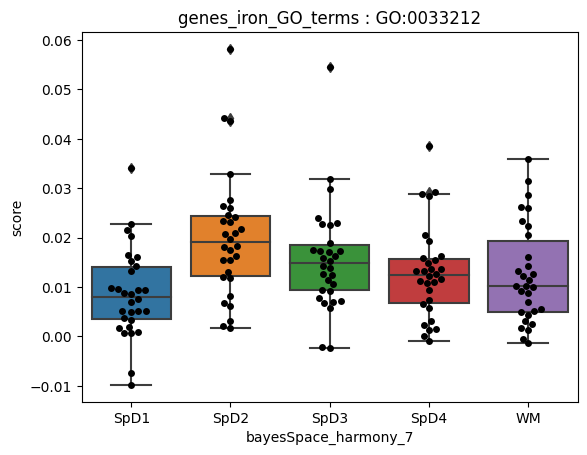 genes_iron_GO_terms : GO:0033212
score
0.06
0.05
0.04
0.03
0.02
0.01
0.00
−0.01
SpD1 SpD2 SpD3 SpD4 WM
bayesSpace_harmony_7